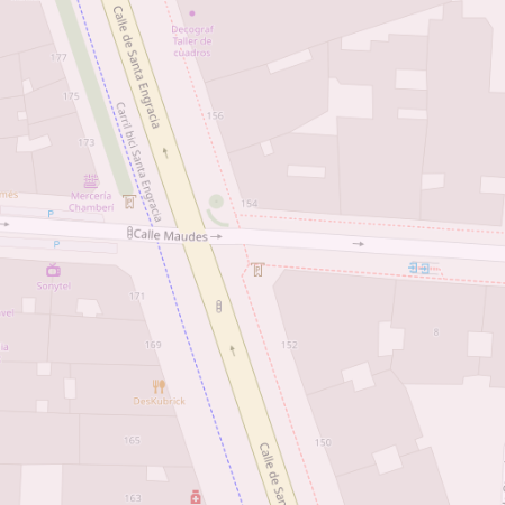 Calle de Santa Engracia
Decograf
Taller de
cuadros
177
175
Carril bici Santa Engracia
156
173
Mercería
Chamberí
154
P
Calle Maudes
P
Sonytel
171
8
169
152
DesXubrick
165
150
Calle de San
163